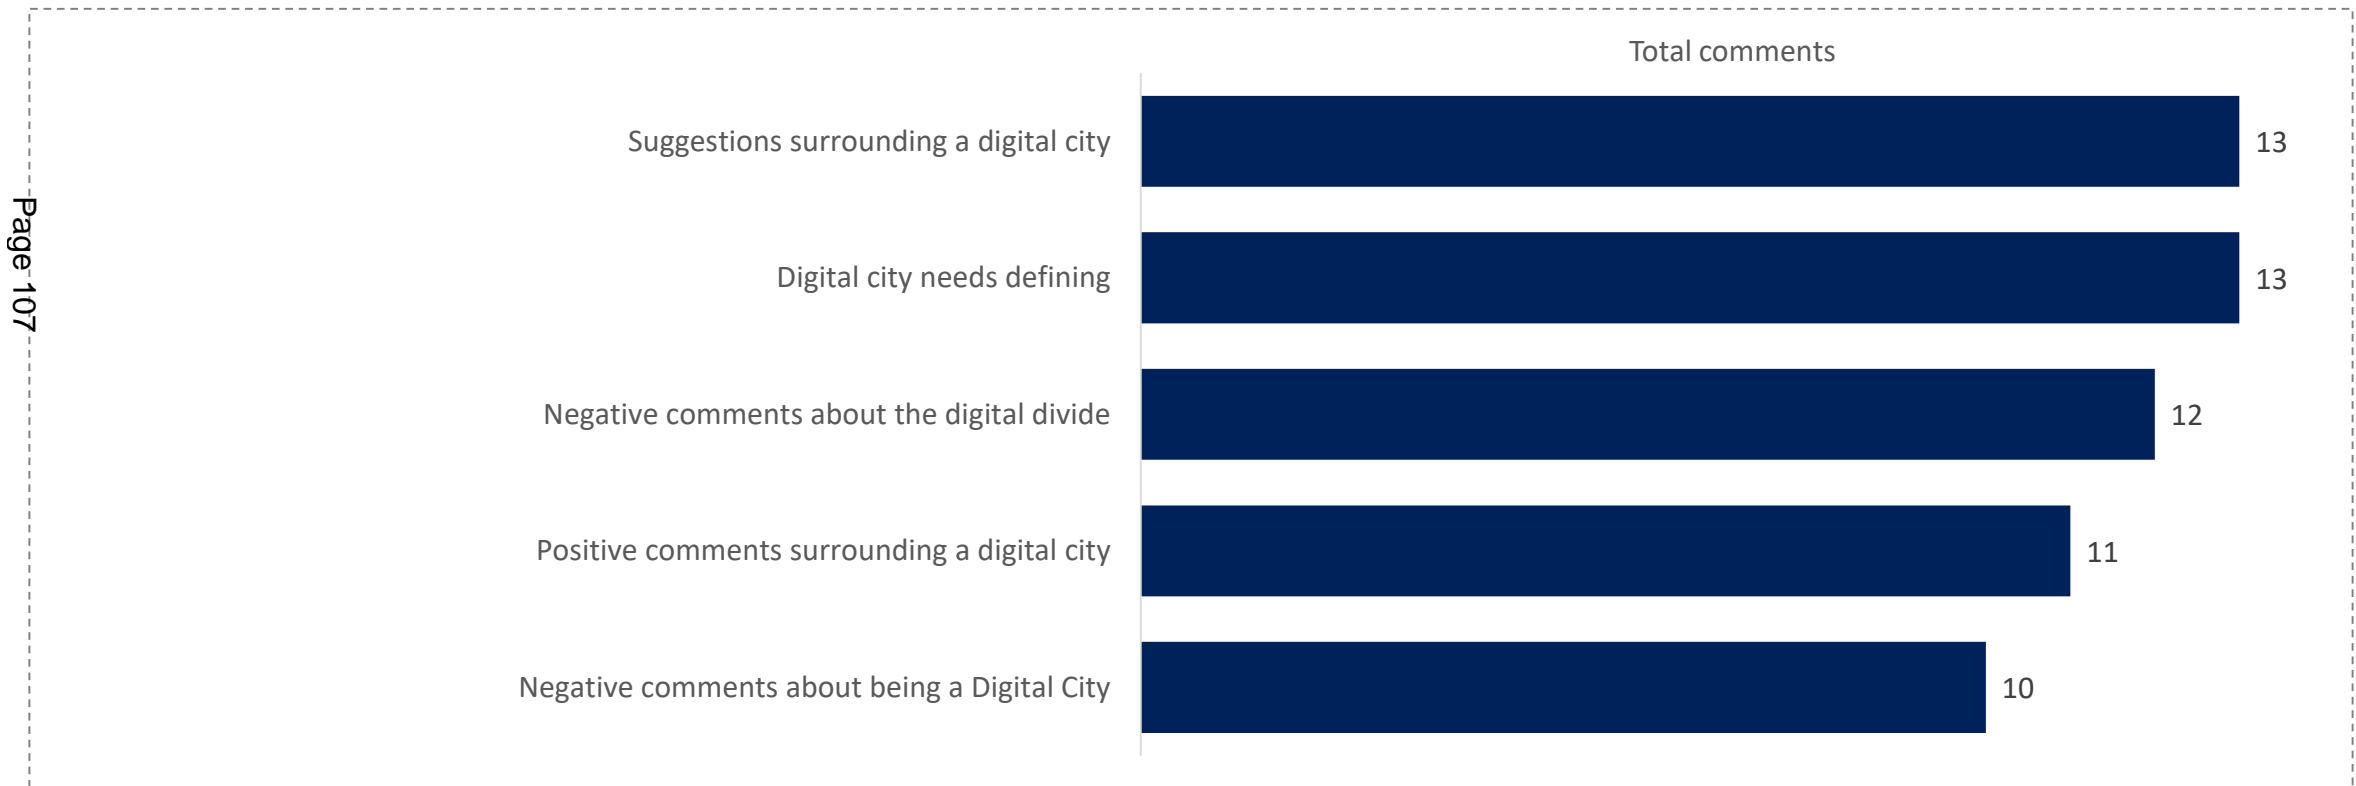 Total comments
Suggestions surrounding a digital city
13
Digital city needs defining
13
Negative comments about the digital divide
12
Positive comments surrounding a digital city
11
Negative comments about being a Digital City
10
Page 107